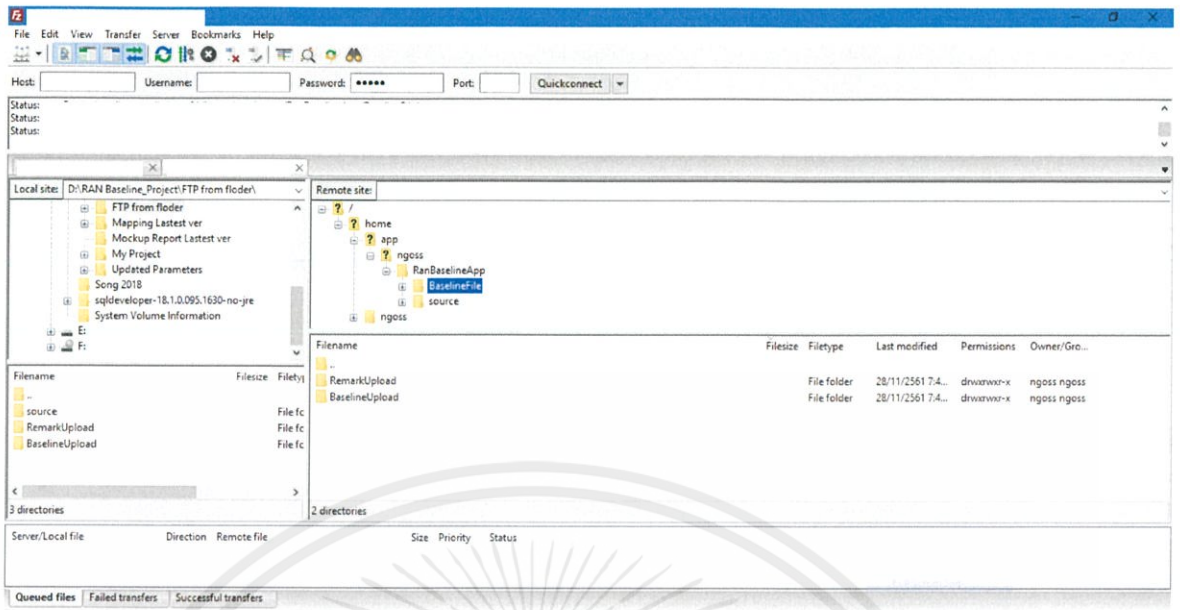 Fz
File Edit View Transfer Server Bookmarks Help
Host: Username: Password: ●●●●● Port: Quickconnect
Status:
Status:
Status:
Local site: D:\RAN Baseline_Project\FTP from floder\
FTP from floder
Mapping Lastest ver
Mockup Report Lastest ver
My Project
Updated Parameters
Song 2018
sqldeveloper-18.1.0.095.1630-no-jre
System Volume Information
E:
F:
Filename Filesize Filetyp
..
source File fc
RemarkUpload File fc
BaselineUpload File fc
3 directories
Remote site:
? /
? home
? app
? ngoss
RanBaselineApp
BaselineFile
source
ngoss
Filename Filesize Filetype Last modified Permissions Owner/Gro...
..
RemarkUpload File folder 28/11/2561 7:4... drwxrwxr-x ngoss ngoss
BaselineUpload File folder 28/11/2561 7:4... drwxrwxr-x ngoss ngoss
2 directories
Server/Local file Direction Remote file Size Priority Status
Queued files Failed transfers Successful transfers